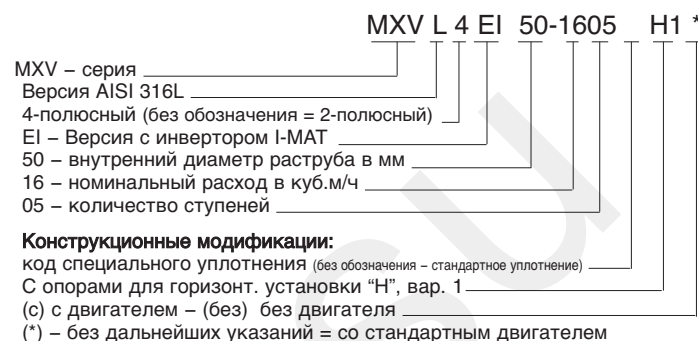 MXV L 4 EI 50-1605 H1 *
MXV – серия
Версия AISI 316L
4-полюсный (без обозначения = 2-полюсный)
EI – Версия с инвертором I-MAT
50 – внутренний диаметр раструба в мм
16 – номинальный расход в куб.м/ч
05 – количество ступеней
Конструкционные модификации:
код специального уплотнения (без обозначения – стандартное уплотнение)
С опорами для горизонт. установки “H”, вар. 1
(с) с двигателем – (без) без двигателя
(*) – без дальнейших указаний = со стандартным двигателем